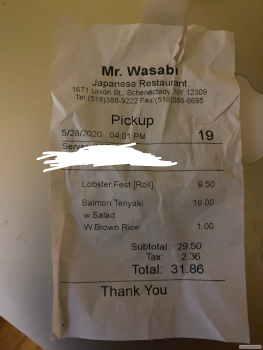 Mr. Wasabi
Japanese Restaurant
1671 Union St., Schenectady, NY 12309
Tel:(518)388-9222 Fax:(518)388-8695
Pickup
5/28/2020 04:01 PM 19
Server
Lobster Fest [Roll] 9.50
Salmon Teriyaki 19.00
w.Salad
W.Brown Rice 1.00
Subtotal: 29.50
Tax: 2.36
Total: 31.86
Thank You